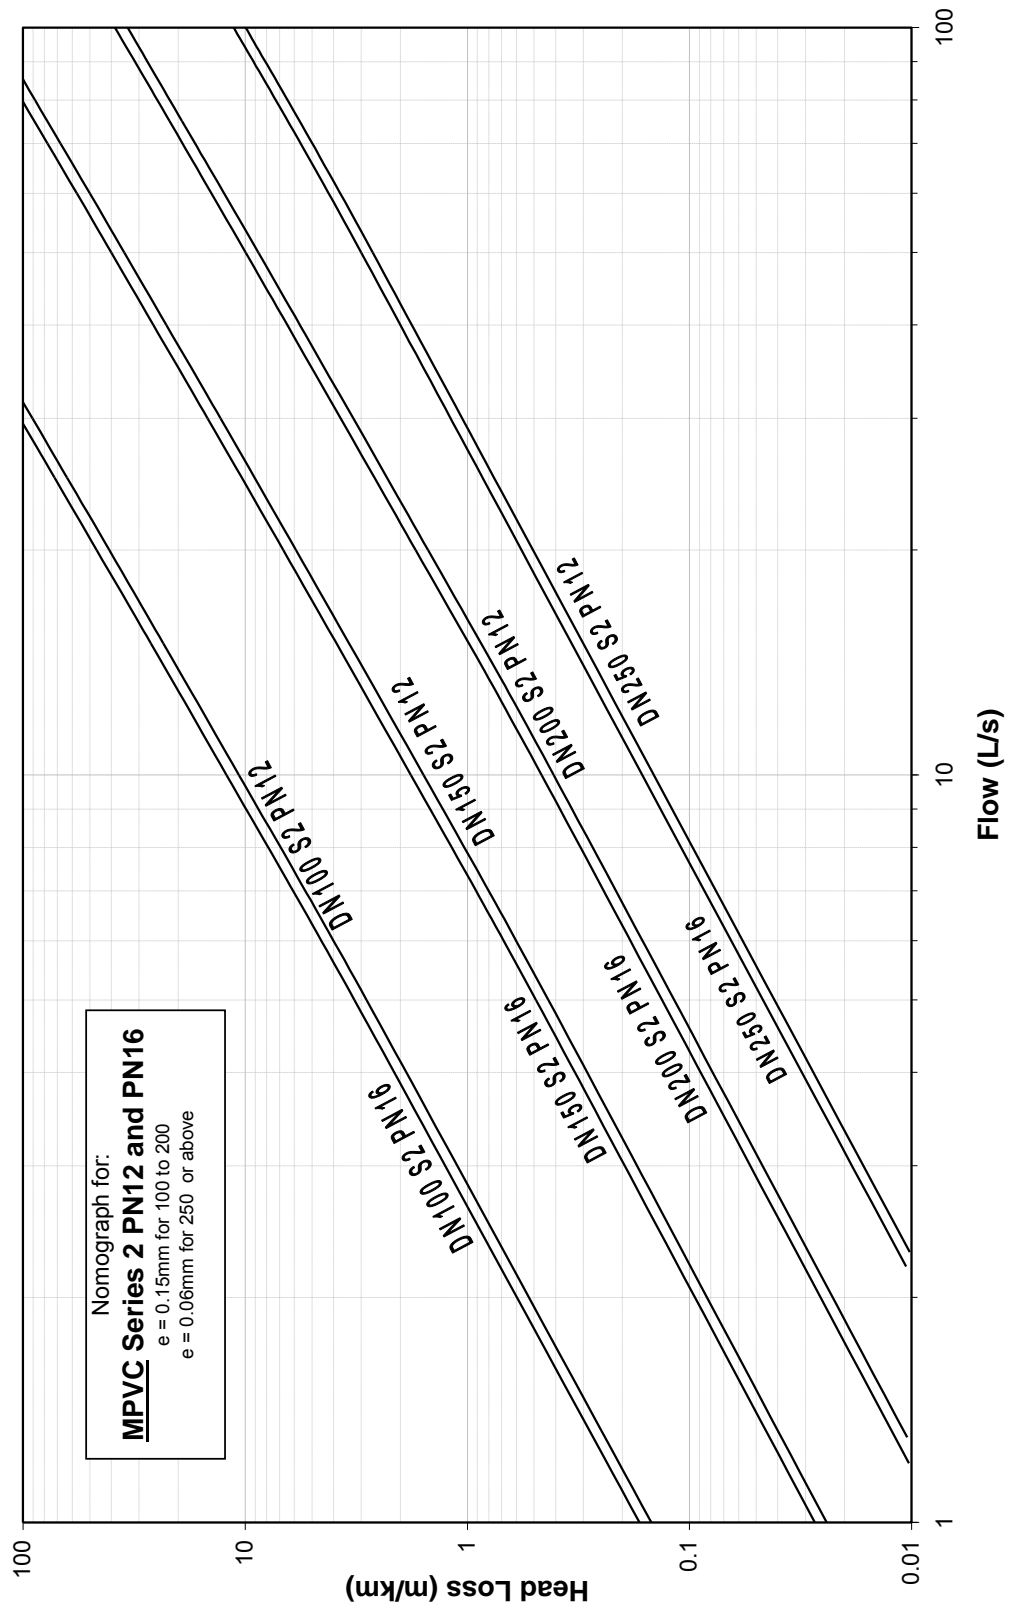 Nomograph for:
MPVC Series 2 PN12 and PN16
e = 0.15mm for 100 to 200
e = 0.06mm for 250 or above
Head Loss (m/km)
100
10
1
0.1
0.01
DN100 S2 PN16
DN100 S2 PN12
DN150 S2 PN16
DN150 S2 PN12
DN200 S2 PN16
DN200 S2 PN12
DN250 S2 PN16
DN250 S2 PN12
1
10
100
Flow (L/s)